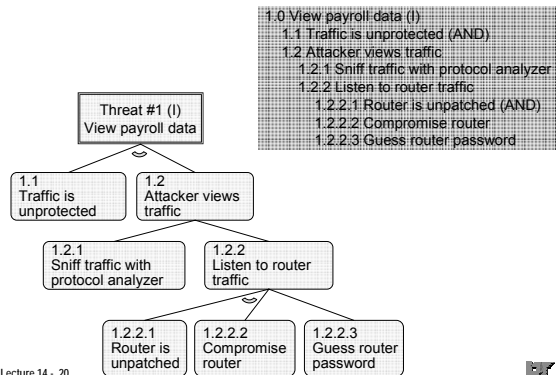 1.0 View payroll data (I)
1.1 Traffic is unprotected (AND)
1.2 Attacker views traffic
1.2.1 Sniff traffic with protocol analyzer
1.2.2 Listen to router traffic
1.2.2.1 Router is unpatched (AND)
1.2.2.2 Compromise router
1.2.2.3 Guess router password
Threat #1 (I)
View payroll data
1.1
Traffic is
unprotected
1.2
Attacker views
traffic
1.2.1
Sniff traffic with
protocol analyzer
1.2.2
Listen to router
traffic
1.2.2.1
Router is
unpatched
1.2.2.2
Compromise
router
1.2.2.3
Guess router
password
Lecture 14 - 20